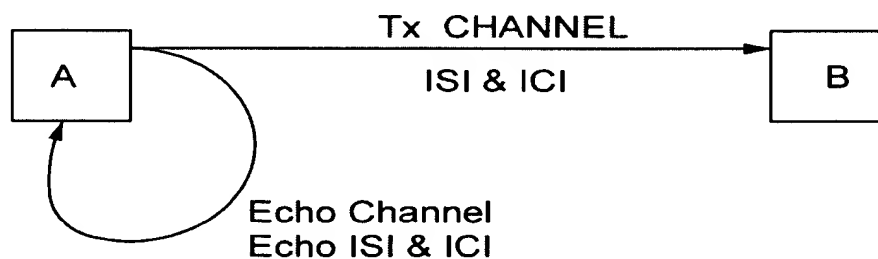 Tx CHANNEL
A
ISI & ICI
B
Echo Channel
Echo ISI & ICI